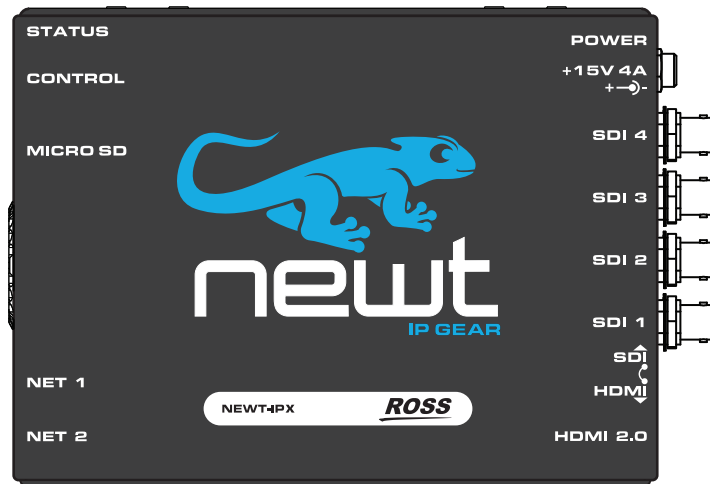 STATUS
POWER
CONTROL
+15V 4A
+ -
SDI 4
MICRO SD
SDI 3
SDI 2
newt
IP GEAR
SDI 1
SDI
HDMI
NET 1
NEWT-IPX
ROSS
NET 2
HDMI 2.0